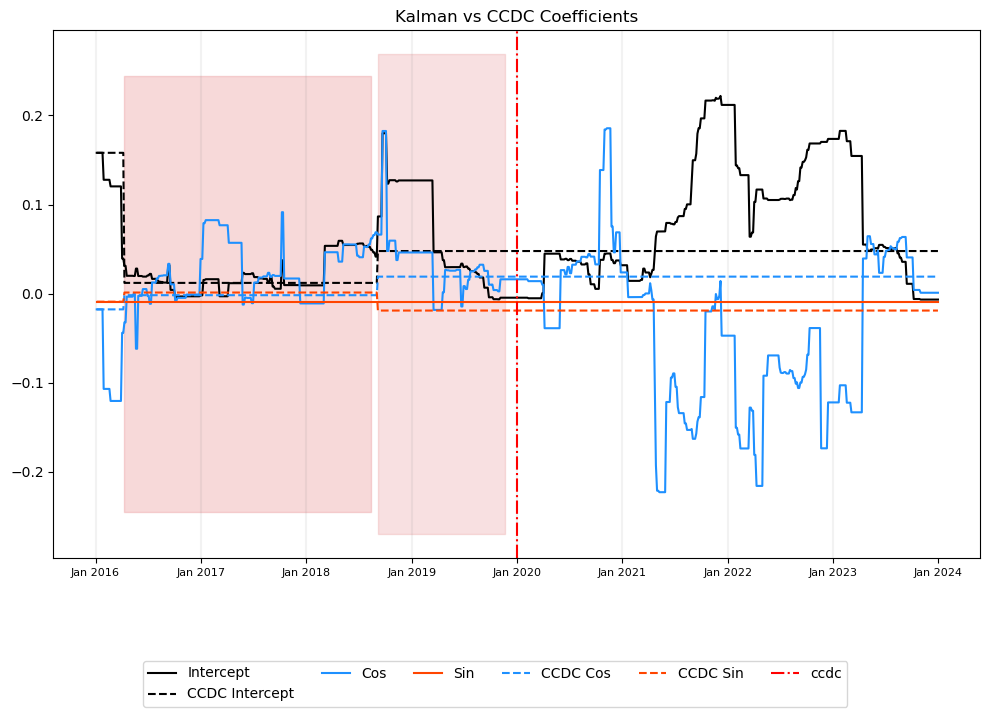 Kalman vs CCDC Coefficients
0.2
0.1
0.0
−0.1
−0.2
Jan 2016 Jan 2017 Jan 2018 Jan 2019 Jan 2020 Jan 2021 Jan 2022 Jan 2023 Jan 2024
Intercept Cos Sin CCDC Cos CCDC Sin ccdc
CCDC Intercept